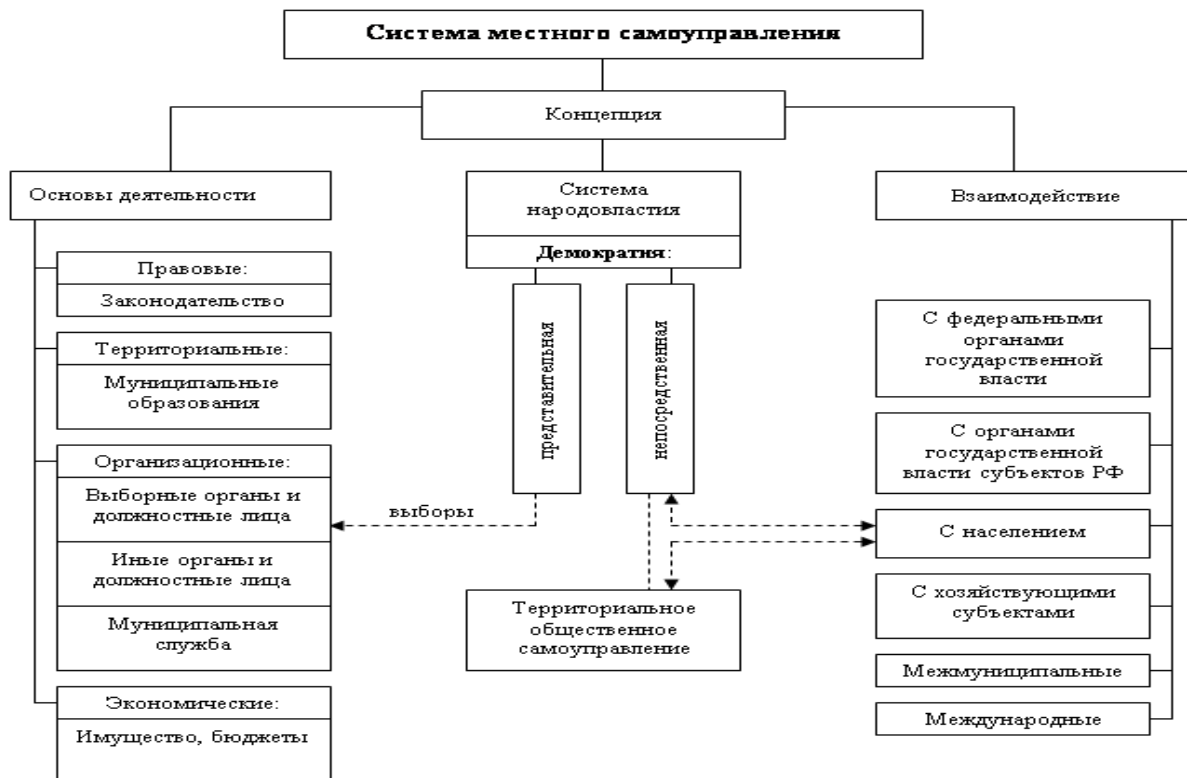 Система местного самоуправления
Концепция
Основы деятельности
Правовые:
Законодательство
Территориальные:
Муниципальные
образования
Организационные:
Выборные органы и
должностные лица
Иные органы и
должностные лица
Муниципальная
служба
Экономические:
Имущество, бюджеты
Система
народовластия
Демократия:
представительная
непосредственная
выборы
Территориальное
общественное
самоуправление
Взаимодействие
С федеральными
органами
государственной
власти
С органами
государственной
власти субъектов РФ
С населением
С хозяйствующими
субъектами
Межмуниципальные
Международные